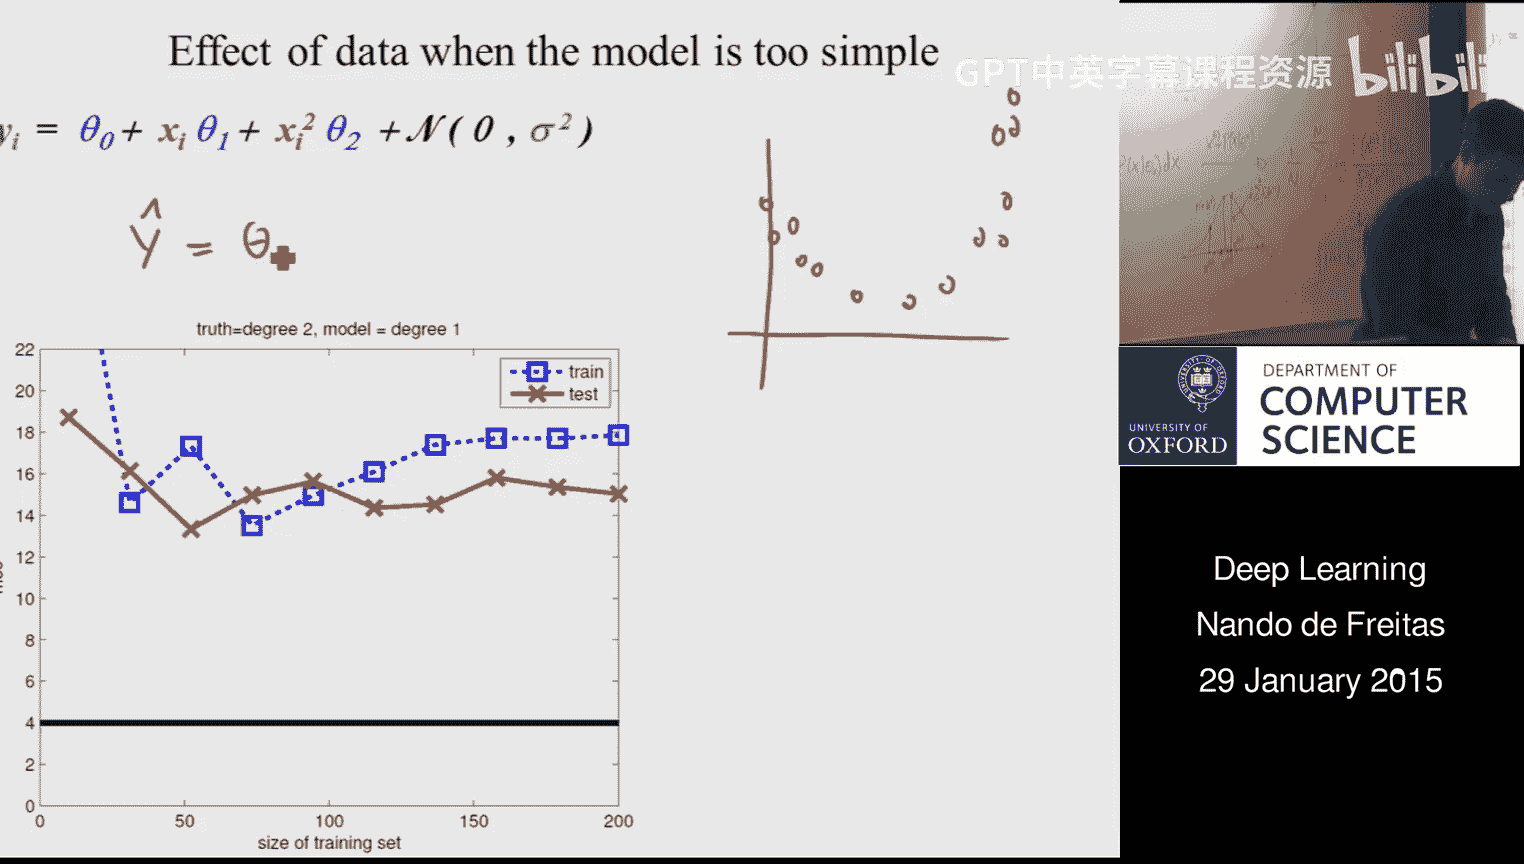 Effect of data when the model is too simple
GPT中英字幕课程资源 bilibili
yᵢ = θ₀ + xᵢ θ₁ + xᵢ² θ₂ + 𝒩 ( 0 , σ² )
Ŷ = θ
truth=degree 2, model = degree 1
train
test
22
20
18
16
14
12
10
8
6
4
2
0
0 50 100 150 200
size of training set
P(x|θ₀)dx
UNIVERSITY OF
OXFORD
DEPARTMENT OF
COMPUTER
SCIENCE
Deep Learning
Nando de Freitas
29 January 2015